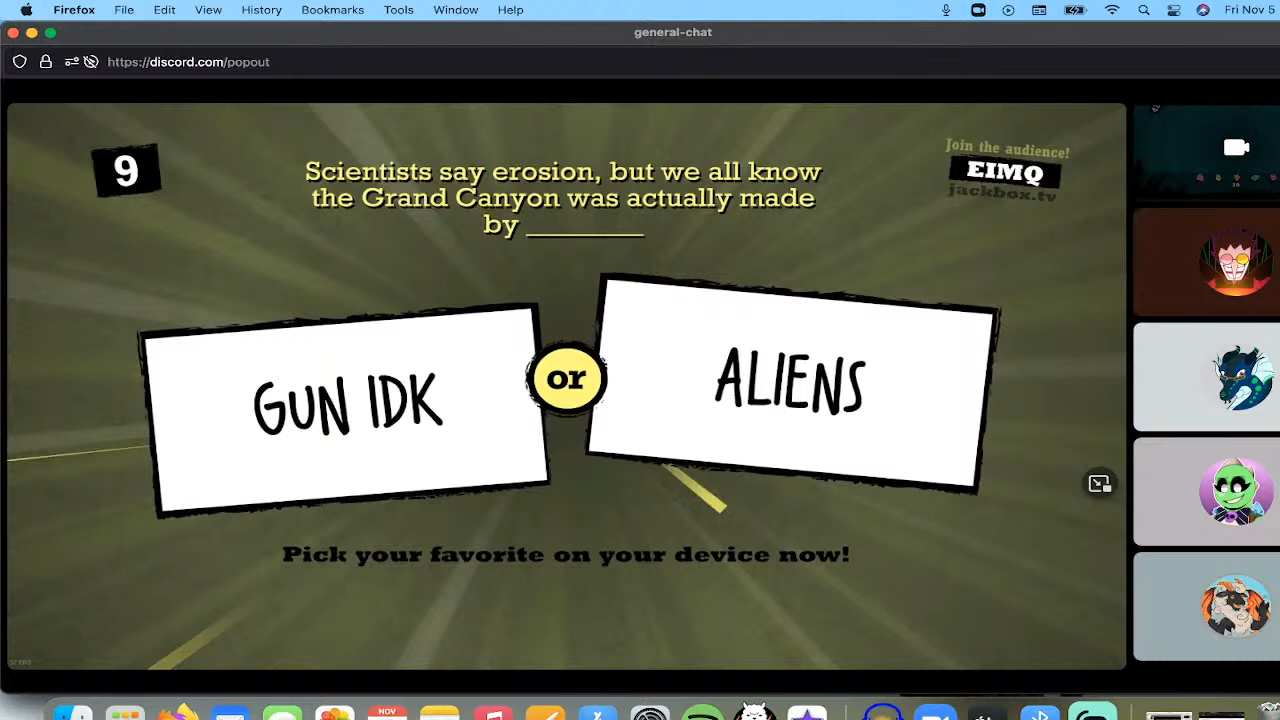 Firefox File Edit View History Bookmarks Tools Window Help Fri Nov 5
general-chat
https://discord.com/popout
9
Scientists say erosion, but we all know
the Grand Canyon was actually made
by ________
Join the audience!
EIMQ
jackbox.tv
GUN IDK
or
ALIENS
Pick your favorite on your device now!
37 FPS
NOV